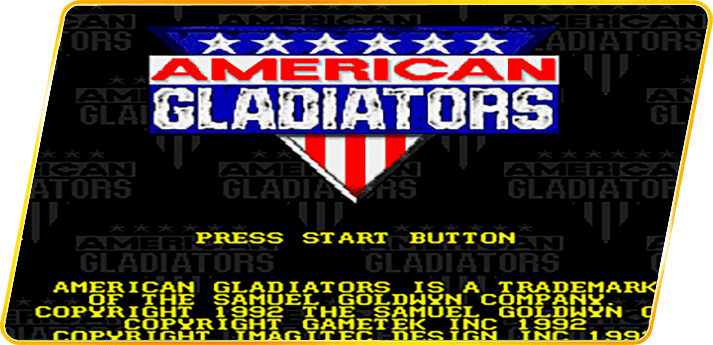 AMERICAN
GLADIATORS
PRESS START BUTTON
AMERICAN GLADIATORS IS A TRADEMARK
OF THE SAMUEL GOLDWYN COMPANY.
COPYRIGHT 1992 THE SAMUEL GOLDWYN
COPYRIGHT GAMETEK INC 1992
COPYRIGHT IMAGITEC DESIGN INC